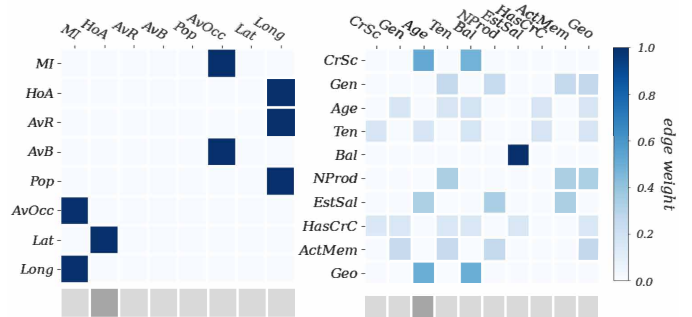 MI HoA AvR AvB Pop AvOcc Lat Long
MI
HoA
AvR
AvB
Pop
AvOcc
Lat
Long
CrSc Gen Age Ten Bal NProd EstSal HasCrC ActMem Geo
CrSc
Gen
Age
Ten
Bal
NProd
EstSal
HasCrC
ActMem
Geo
1.0
0.8
0.6
0.4
0.2
0.0
edge weight